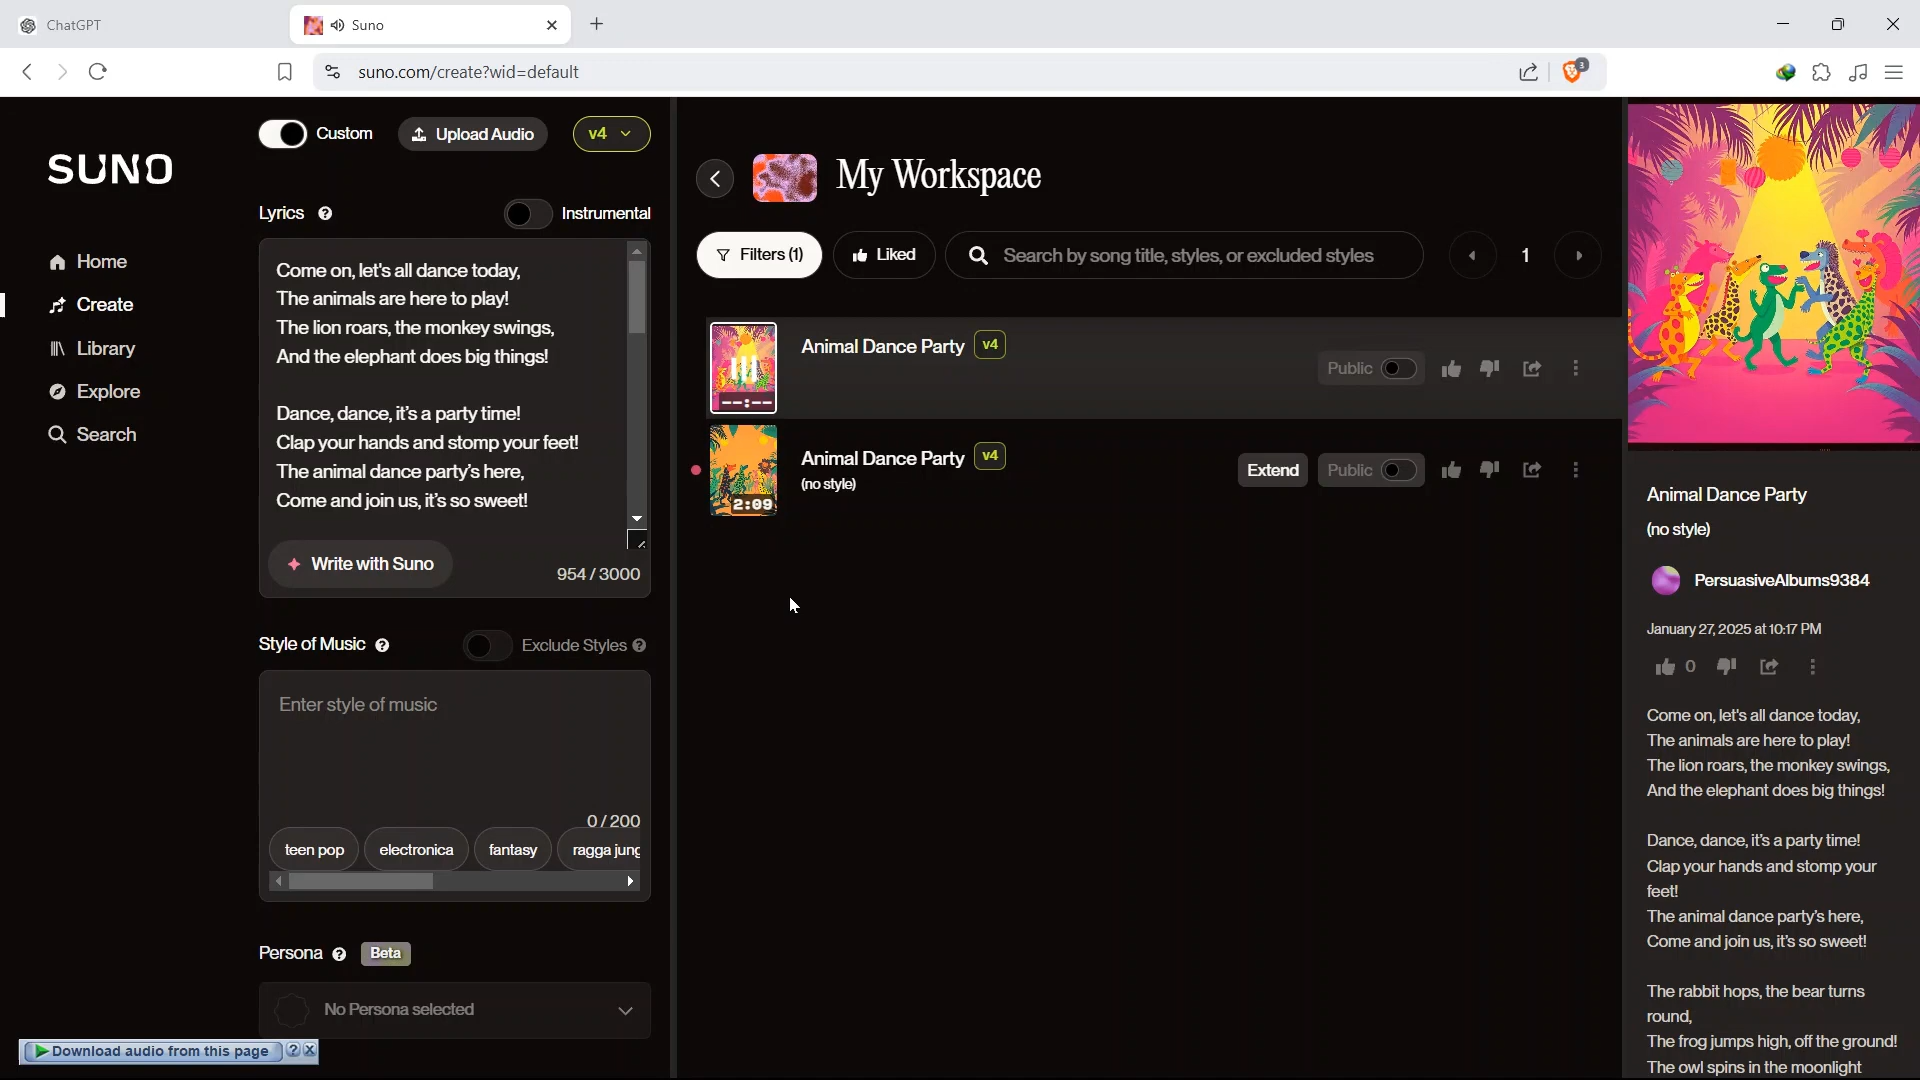 ChatGPT
Suno
suno.com/create?wid=default
3
SUNO
Home
Create
Library
Explore
Search
Custom
Upload Audio
v4
Lyrics
Instrumental
Come on, let's all dance today,
The animals are here to play!
The lion roars, the monkey swings,
And the elephant does big things!
Dance, dance, it's a party time!
Clap your hands and stomp your feet!
The animal dance party's here,
Come and join us, it's so sweet!
Write with Suno
954 / 3000
Style of Music
Exclude Styles
Enter style of music
0 / 200
teen pop
electronica
fantasy
ragga jung
Persona
Beta
No Persona selected
Download audio from this page
My Workspace
Filters (1)
Liked
Search by song title, styles, or excluded styles
1
Animal Dance Party v4
--:--
Public
Animal Dance Party v4
(no style)
2:09
Extend
Public
Animal Dance Party
(no style)
PersuasiveAlbums9384
January 27, 2025 at 10:17 PM
0
Come on, let's all dance today,
The animals are here to play!
The lion roars, the monkey swings,
And the elephant does big things!
Dance, dance, it's a party time!
Clap your hands and stomp your
feet!
The animal dance party's here,
Come and join us, it's so sweet!
The rabbit hops, the bear turns
round,
The frog jumps high, off the ground!
The owl spins in the moonlight